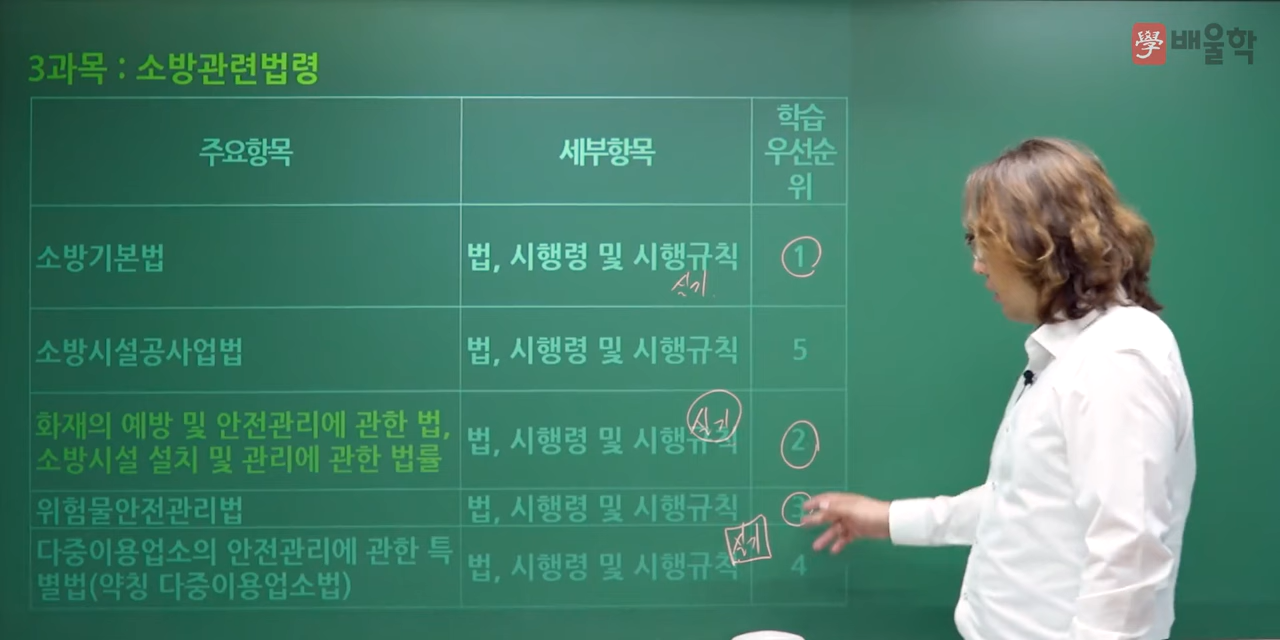 學 배울학
3과목 : 소방관련법령
주요항목 세부항목 학습
우선순
위
소방기본법 법, 시행령 및 시행규칙 1
실기
소방시설공사업법 법, 시행령 및 시행규칙 5
화재의 예방 및 안전관리에 관한 법,
소방시설 설치 및 관리에 관한 법률
법, 시행령 및 시행규칙 2
실기
위험물안전관리법 법, 시행령 및 시행규칙 3
다중이용업소의 안전관리에 관한 특
별법(약칭 다중이용업소법)
법, 시행령 및 시행규칙 4
실기